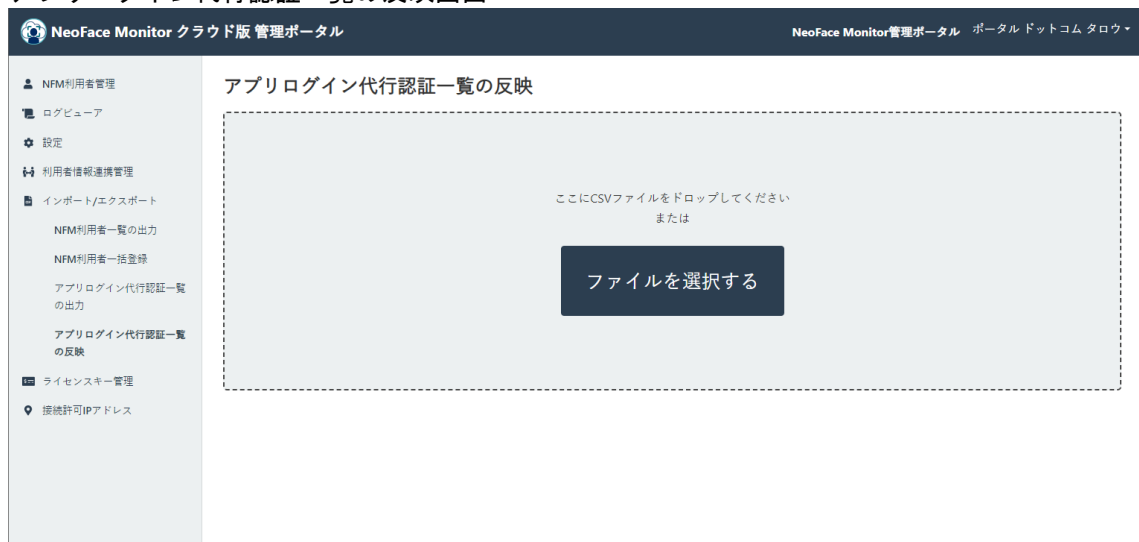 NeoFace Monitor クラウド版 管理ポータル
NeoFace Monitor管理ポータル ポータル ドットコム タロウ
NFM利用者管理
ログビューア
設定
利用者情報連携管理
インポート/エクスポート
NFM利用者一覧の出力
NFM利用者一括登録
アプリログイン代行認証一覧
の出力
アプリログイン代行認証一覧
の反映
ライセンスキー管理
接続許可IPアドレス
アプリログイン代行認証一覧の反映
ここにCSVファイルをドロップしてください
または
ファイルを選択する